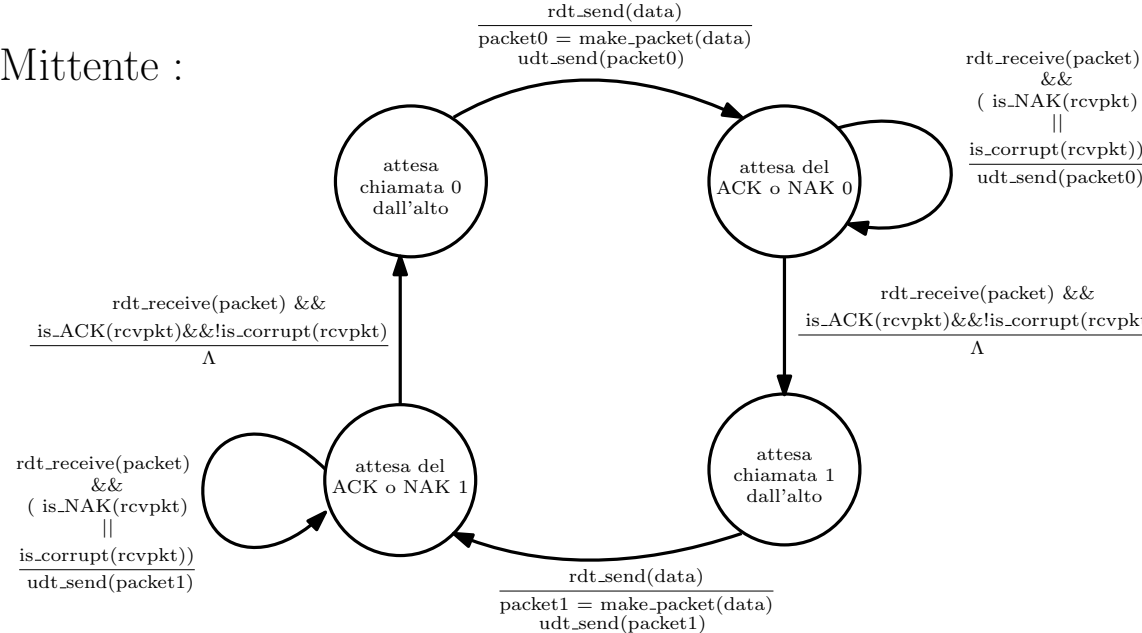 Mittente :
rdt_send(data)
packet0 = make_packet(data)
udt_send(packet0)
rdt_receive(packet)
&&
( is_NAK(rcvpkt)
||
is_corrupt(rcvpkt))
udt_send(packet0)
attesa
chiamata 0
dall'alto
attesa del
ACK o NAK 0
rdt_receive(packet) &&
is_ACK(rcvpkt)&&!is_corrupt(rcvpkt)
Λ
rdt_receive(packet) &&
is_ACK(rcvpkt)&&!is_corrupt(rcvpkt
Λ
attesa del
ACK o NAK 1
attesa
chiamata 1
dall'alto
rdt_receive(packet)
&&
( is_NAK(rcvpkt)
||
is_corrupt(rcvpkt))
udt_send(packet1)
rdt_send(data)
packet1 = make_packet(data)
udt_send(packet1)